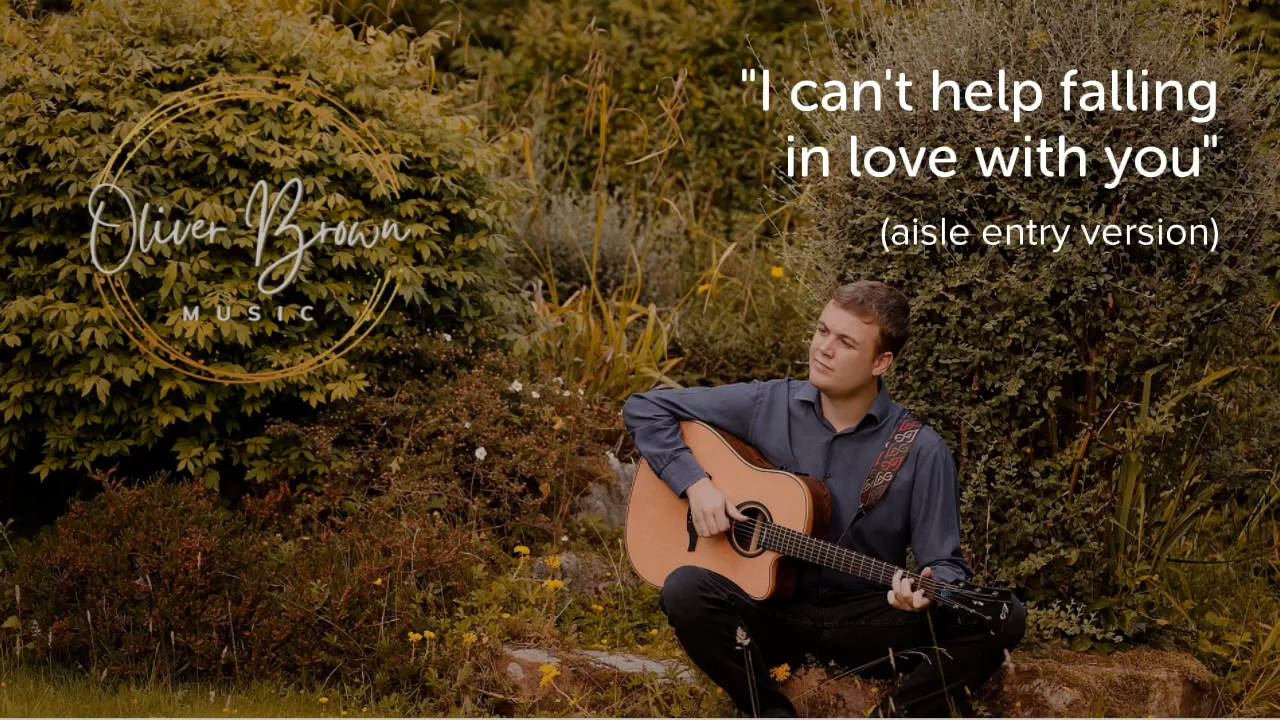 Oliver Brown
MUSIC
"I can't help falling
in love with you"
(aisle entry version)